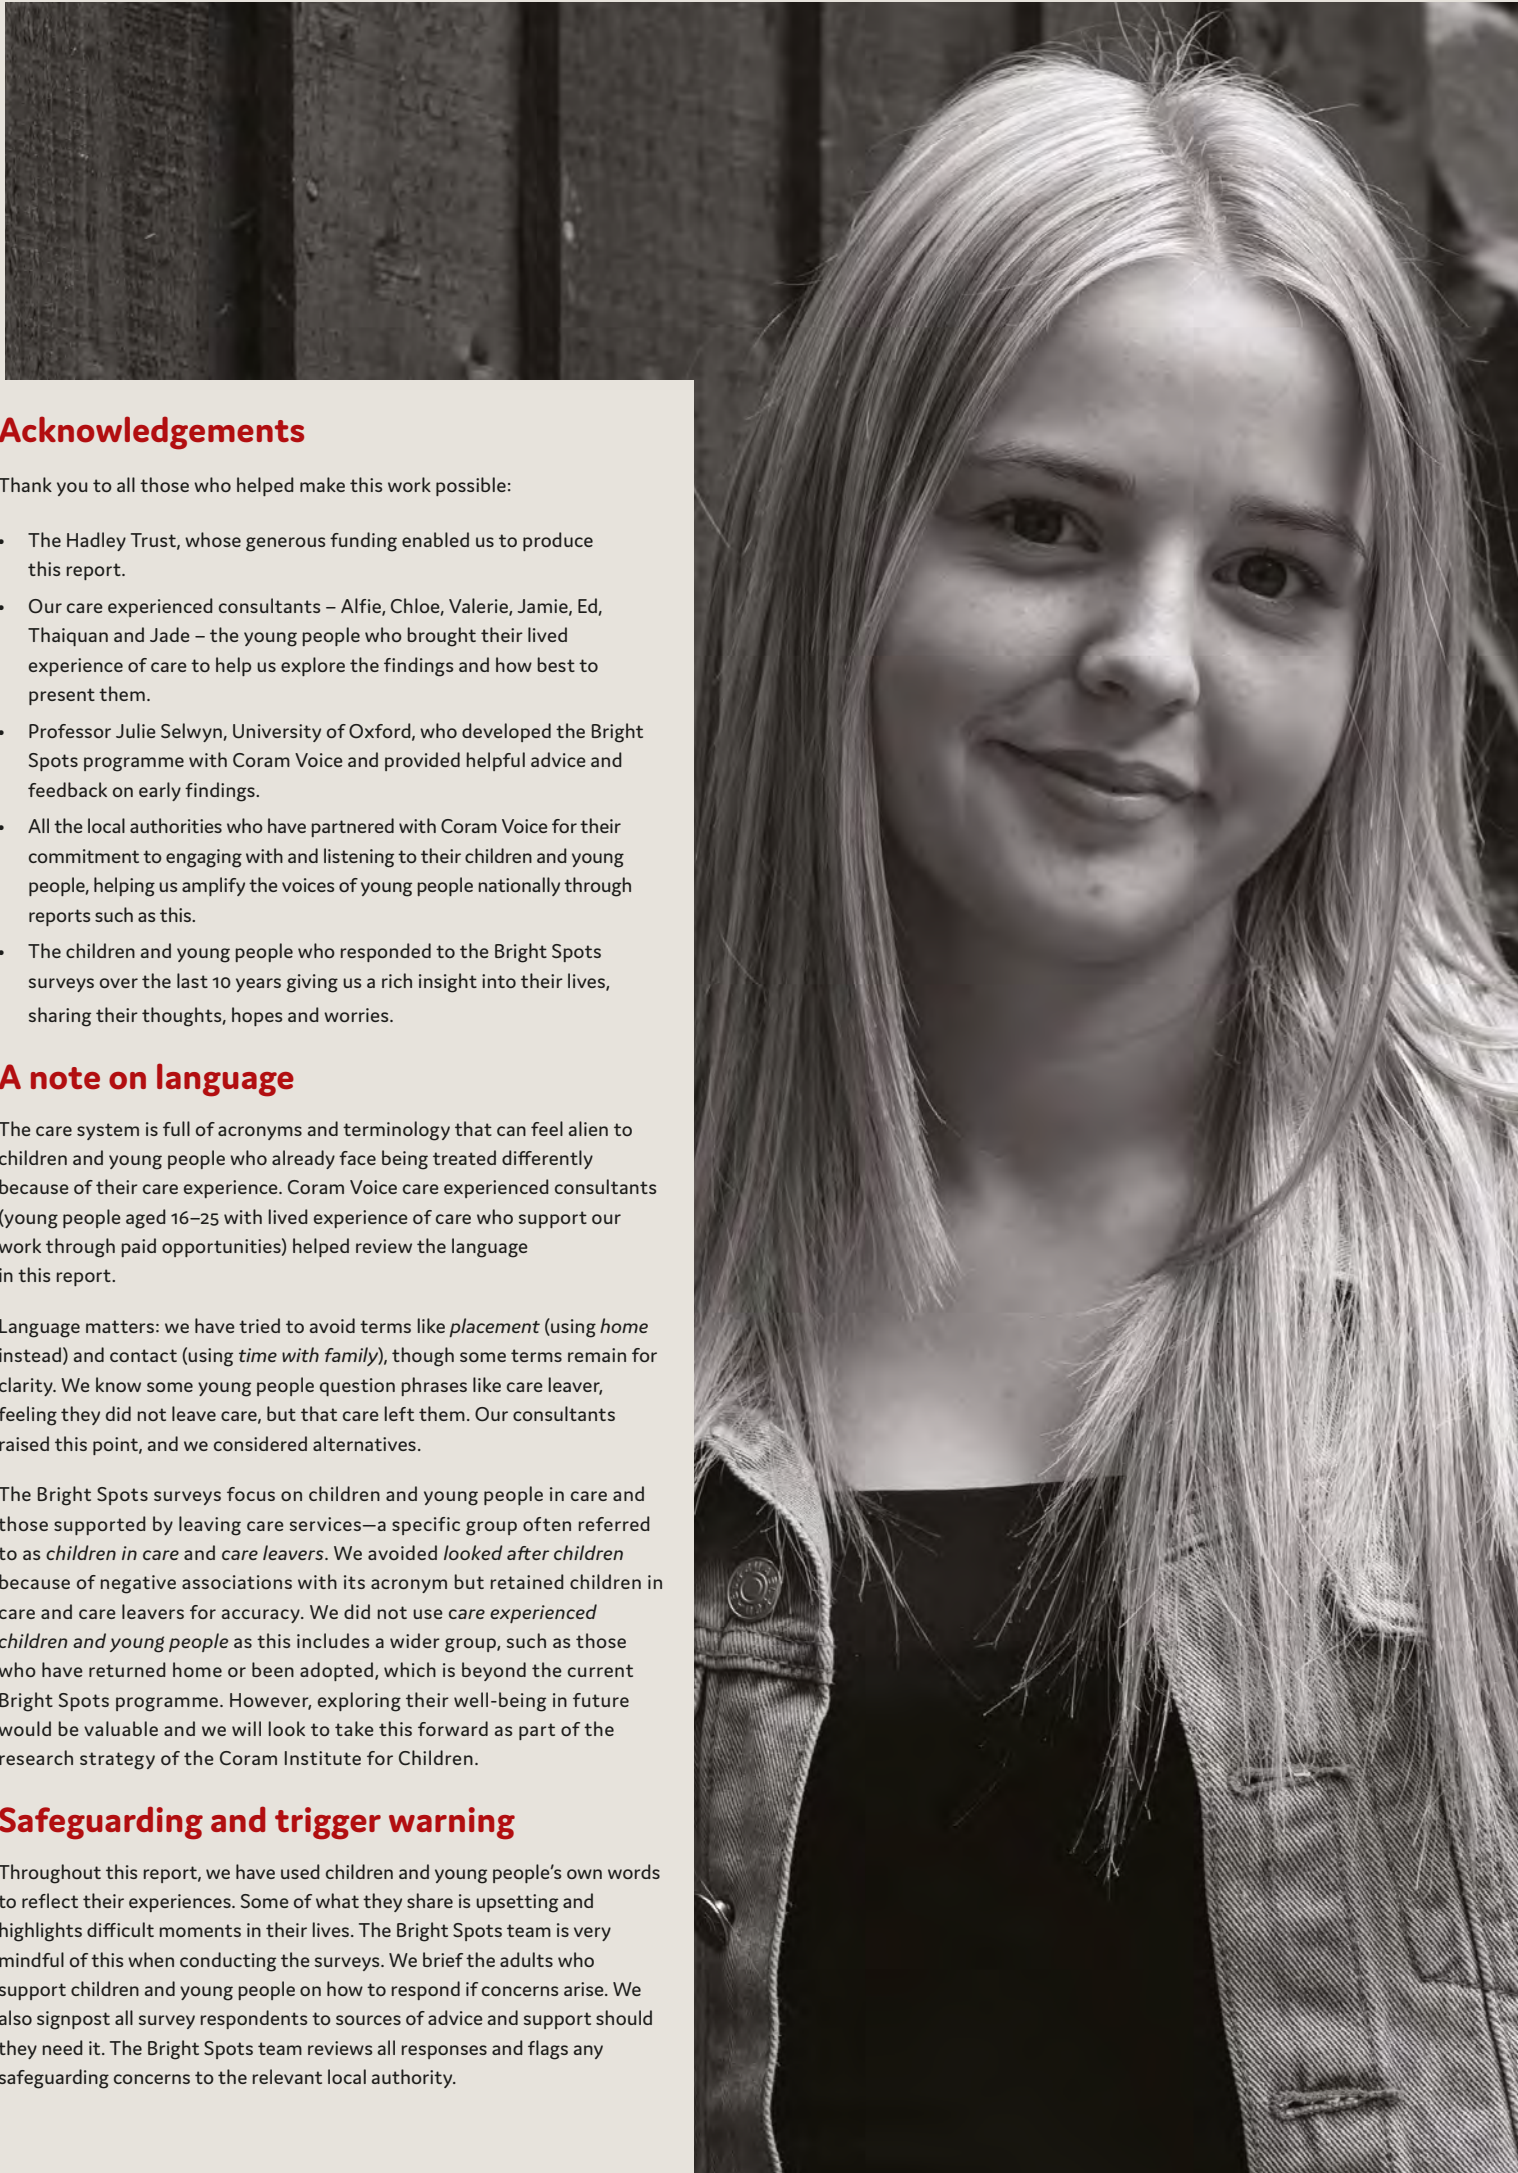 Acknowledgements
Thank you to all those who helped make this work possible:
• The Hadley Trust, whose generous funding enabled us to produce
this report.
• Our care experienced consultants – Alfie, Chloe, Valerie, Jamie, Ed,
Thaiquan and Jade – the young people who brought their lived
experience of care to help us explore the findings and how best to
present them.
• Professor Julie Selwyn, University of Oxford, who developed the Bright
Spots programme with Coram Voice and provided helpful advice and
feedback on early findings.
• All the local authorities who have partnered with Coram Voice for their
commitment to engaging with and listening to their children and young
people, helping us amplify the voices of young people nationally through
reports such as this.
• The children and young people who responded to the Bright Spots
surveys over the last 10 years giving us a rich insight into their lives,
sharing their thoughts, hopes and worries.
A note on language
The care system is full of acronyms and terminology that can feel alien to
children and young people who already face being treated differently
because of their care experience. Coram Voice care experienced consultants
(young people aged 16–25 with lived experience of care who support our
work through paid opportunities) helped review the language
in this report.
Language matters: we have tried to avoid terms like placement (using home
instead) and contact (using time with family), though some terms remain for
clarity. We know some young people question phrases like care leaver,
feeling they did not leave care, but that care left them. Our consultants
raised this point, and we considered alternatives.
The Bright Spots surveys focus on children and young people in care and
those supported by leaving care services—a specific group often referred
to as children in care and care leavers. We avoided looked after children
because of negative associations with its acronym but retained children in
care and care leavers for accuracy. We did not use care experienced
children and young people as this includes a wider group, such as those
who have returned home or been adopted, which is beyond the current
Bright Spots programme. However, exploring their well-being in future
would be valuable and we will look to take this forward as part of the
research strategy of the Coram Institute for Children.
Safeguarding and trigger warning
Throughout this report, we have used children and young people's own words
to reflect their experiences. Some of what they share is upsetting and
highlights difficult moments in their lives. The Bright Spots team is very
mindful of this when conducting the surveys. We brief the adults who
support children and young people on how to respond if concerns arise. We
also signpost all survey respondents to sources of advice and support should
they need it. The Bright Spots team reviews all responses and flags any
safeguarding concerns to the relevant local authority.